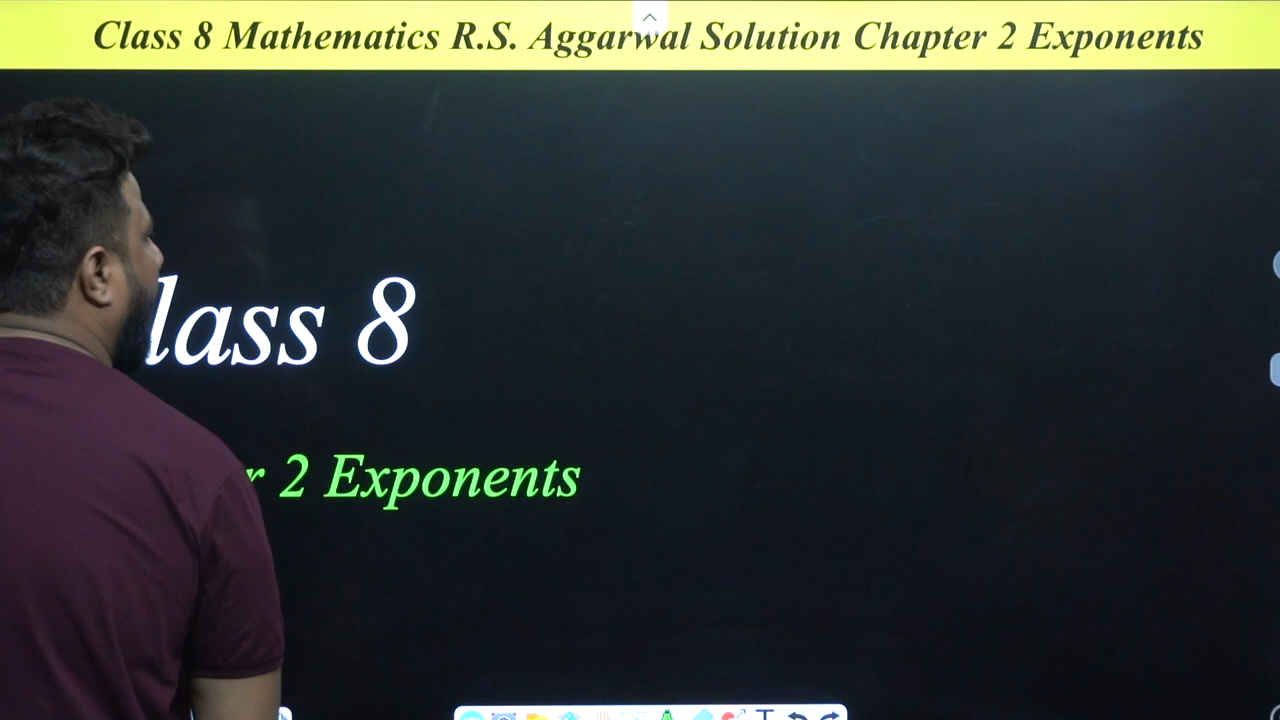 Class 8 Mathematics R.S. Aggarwal Solution Chapter 2 Exponents
lass 8
r 2 Exponents
T